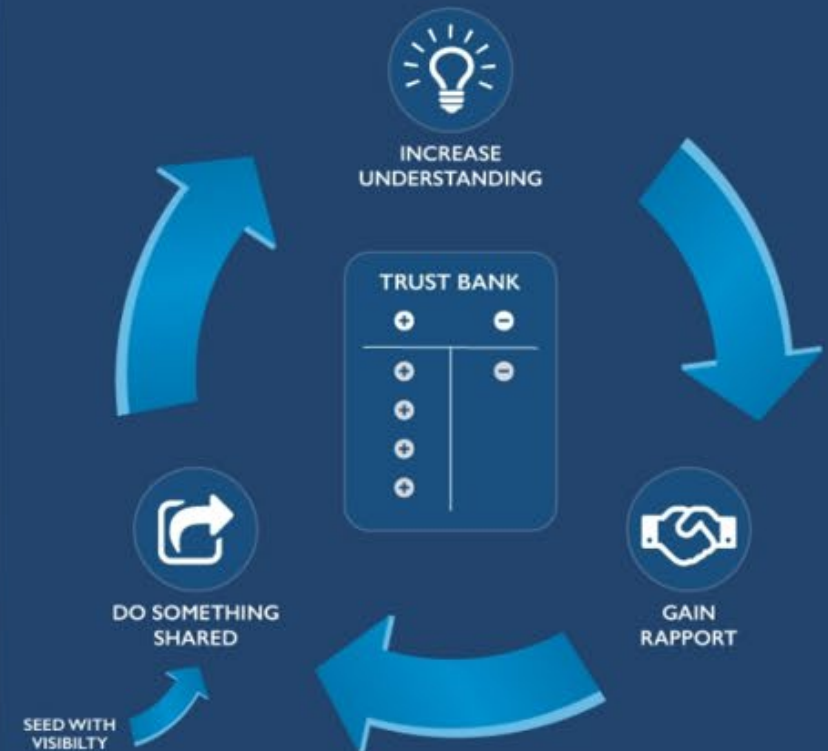 INCREASE
UNDERSTANDING
TRUST BANK
+ −
+ −
+
+
+
DO SOMETHING
SHARED
GAIN
RAPPORT
SEED WITH
VISIBILTY